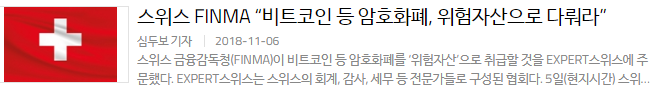 스위스 FINMA “비트코인 등 암호화폐, 위험자산으로 다뤄라”
심두보 기자 | 2018-11-06
스위스 금융감독청(FINMA)이 비트코인 등 암호화폐를 ‘위험자산’으로 취급할 것을 EXPERT스위스에 주
문했다. EXPERT스위스는 스위스의 회계, 감사, 세무 등 전문가들로 구성된 협회다. 5일(현지시간) 스위...